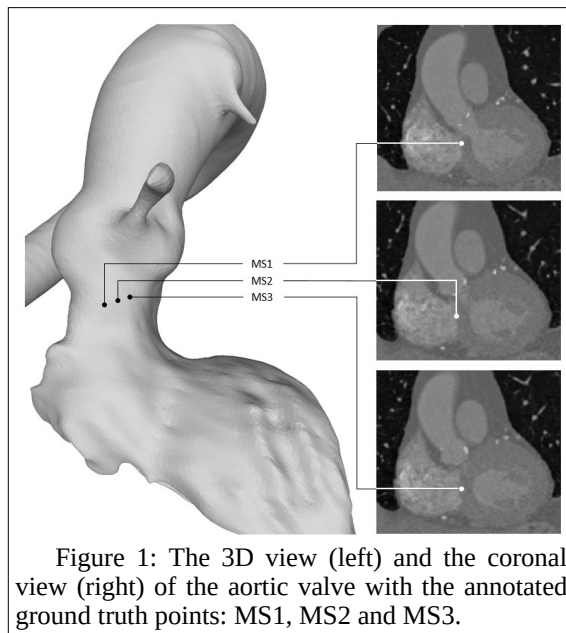 MS1
MS2
MS3
Figure 1: The 3D view (left) and the coronal
view (right) of the aortic valve with the annotated
ground truth points: MS1, MS2 and MS3.